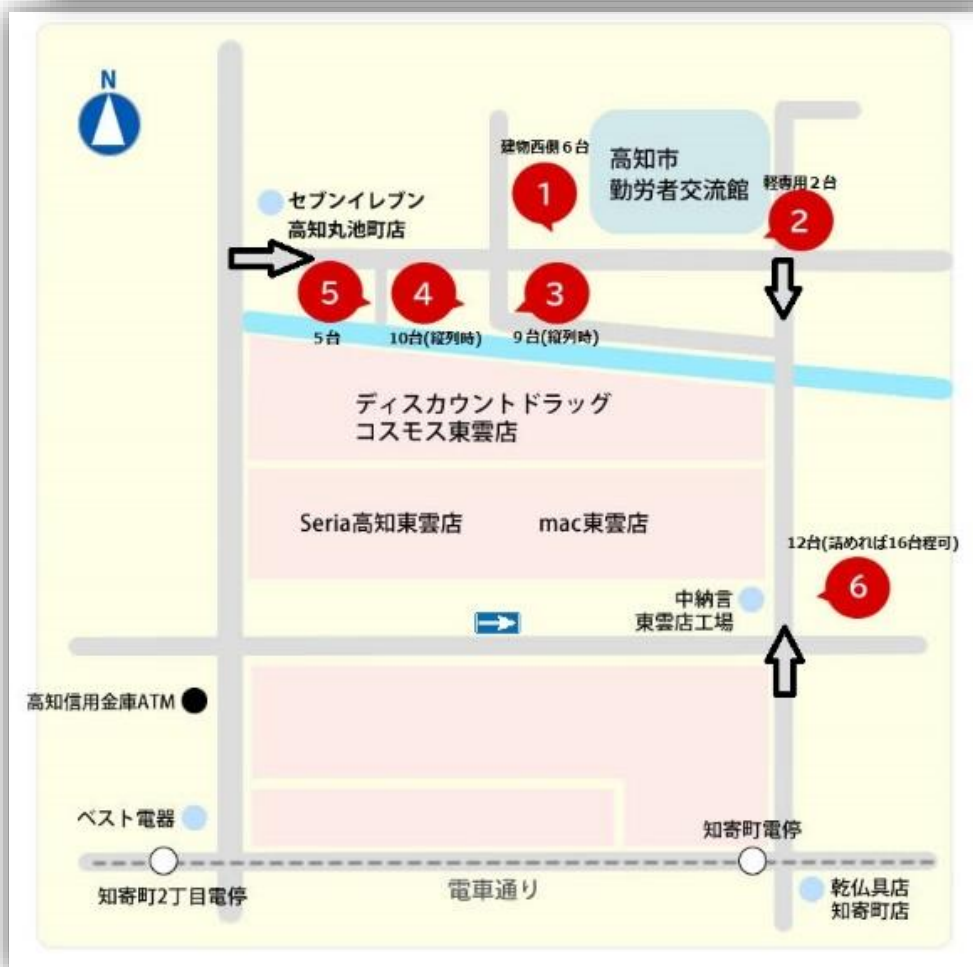 N
建物西側6台
1
高知市
勤労者交流館
軽専用2台
2
セブンイレブン
高知丸池町店
5
4
3
5台
10台(縦列時)
9台(縦列時)
ディスカウントドラッグ
コスモス東雲店
Seria高知東雲店
mac東雲店
12台(詰めれば16台程可)
6
中納言
東雲店工場
高知信用金庫ATM
ベスト電器
知寄町電停
知寄町2丁目電停
電車通り
乾仏具店
知寄町店